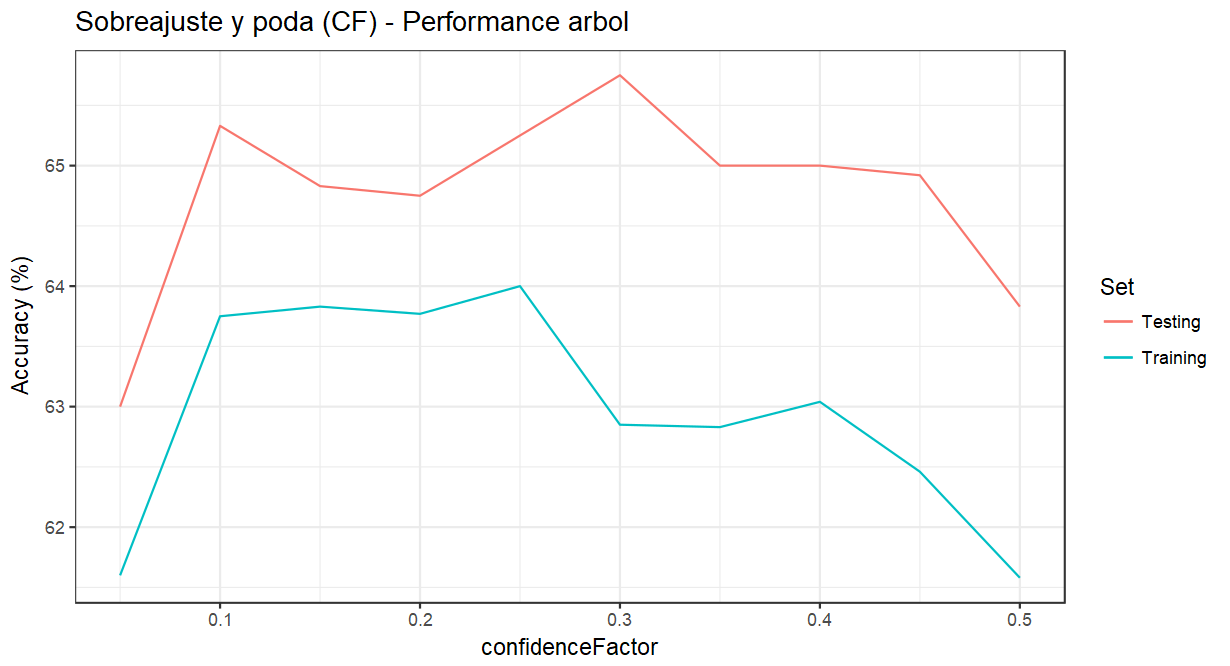 Sobreajuste y poda (CF) - Performance arbol
Accuracy (%)
65
64
63
62
0.1 0.2 0.3 0.4 0.5
confidenceFactor
Set
Testing
Training